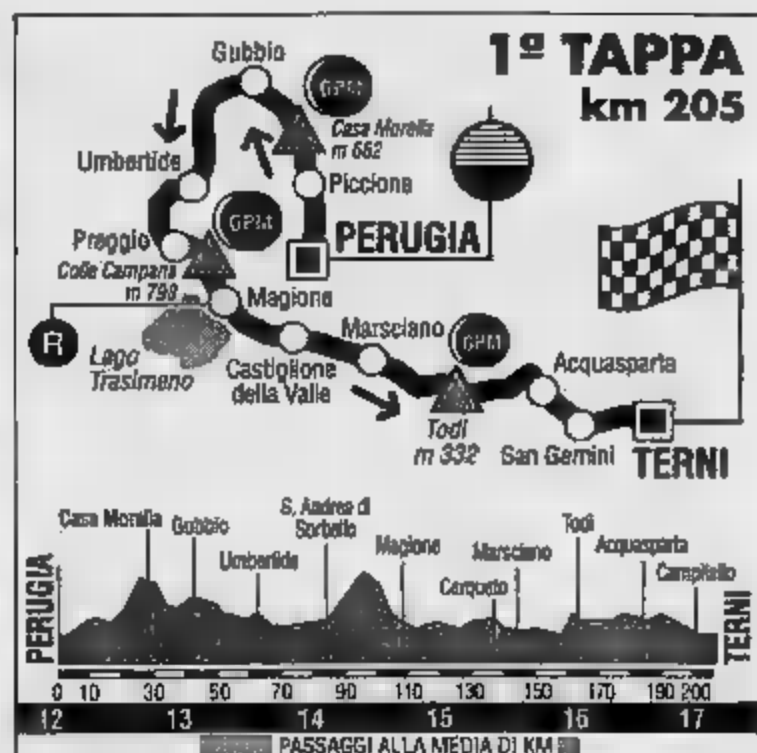 1ª TAPPA
km 205
Gubbio
GPM
Casa Morella
m 662
Umbertide
Piccione
GPM
Preggio
PERUGIA
Colle Campana
m 798
Magione
R
Lago
Trasimeno
Castiglione
della Valle
Marsciano
GPM
Acquasparta
Todi
m 332
San Gemini
TERNI
Casa Morella
Gubbio
Umbertide
S. Andrea di
Sorbello
Magione
Cerqueto
Marsciano
Todi
Acquasparta
Campitello
PERUGIA
TERNI
0 10 30 50 70 90 110 130 150 170 190 200
12 13 14 15 16 17
PASSAGGI ALLA MEDIA DI KM